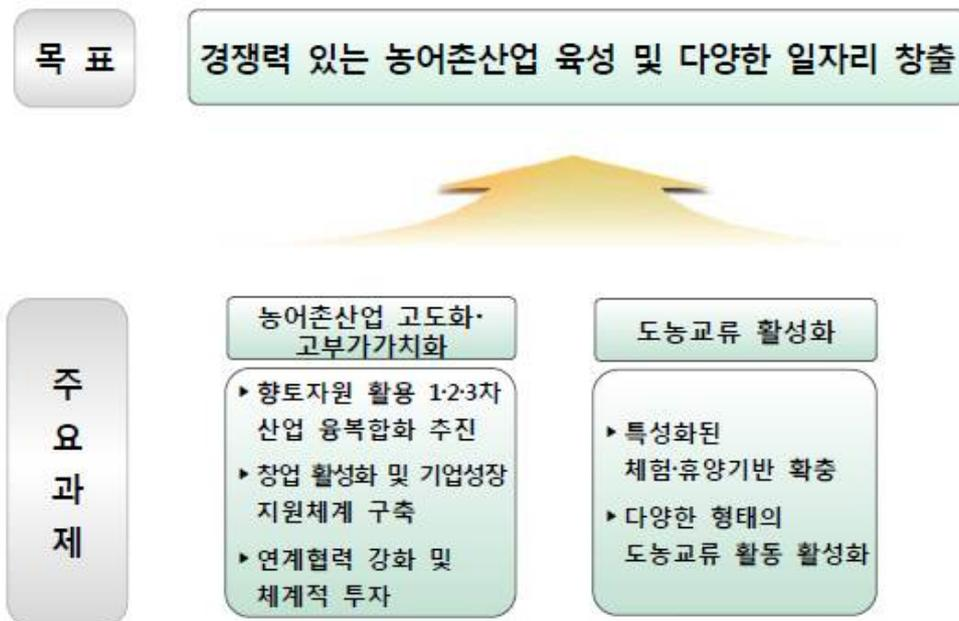 목 표
경쟁력 있는 농어촌산업 육성 및 다양한 일자리 창출
주
요
과
제
농어촌산업 고도화·
고부가가치화
▸ 향토자원 활용 1·2·3차
산업 융복합화 추진
▸ 창업 활성화 및 기업성장
지원체계 구축
▸ 연계협력 강화 및
체계적 투자
도농교류 활성화
▸ 특성화된
체험·휴양기반 확충
▸ 다양한 형태의
도농교류 활동 활성화